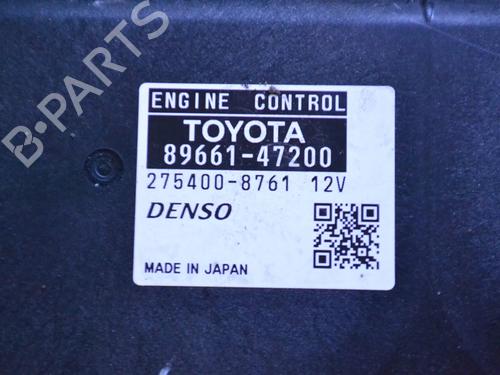 B-PARTS
ENGINE CONTROL
TOYOTA
89661-47200
275400-8761 12V
DENSO
MADE IN JAPAN